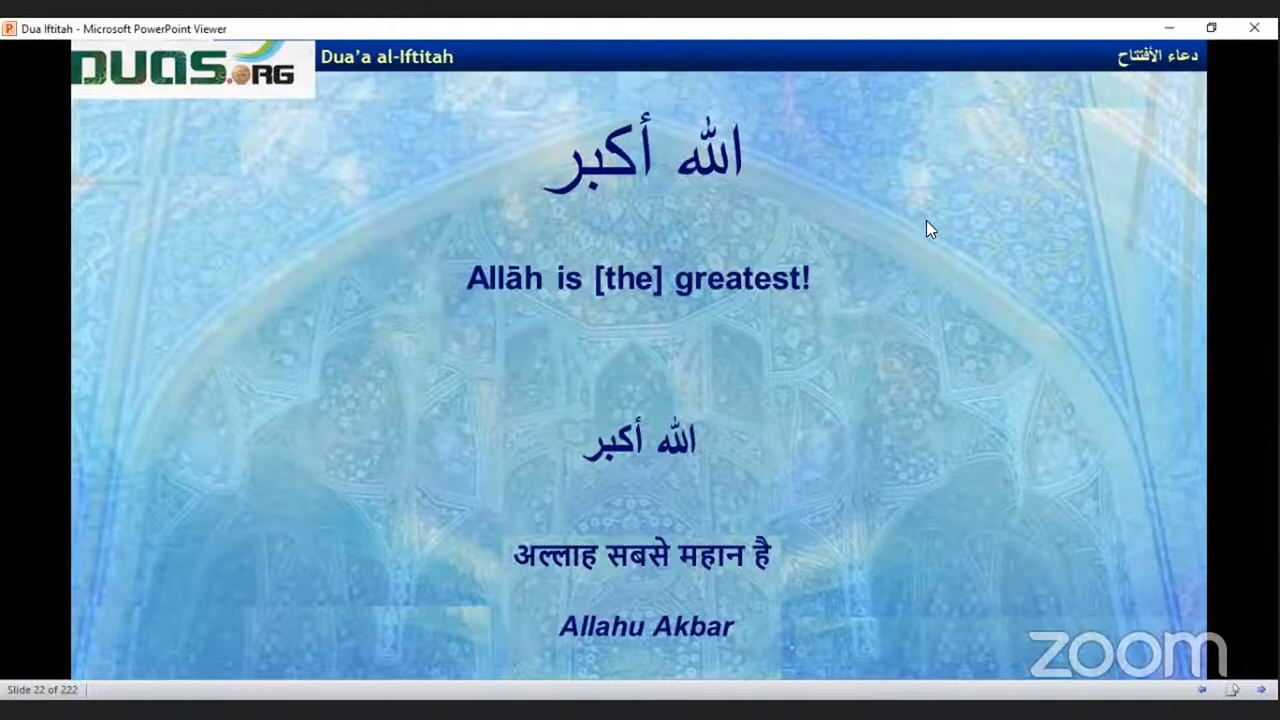 Dua Iftitah - Microsoft PowerPoint Viewer
DUAS.ORG
Dua'a al-Iftitah
دعاء الأفتتاح
الله أكبر
Allāh is [the] greatest!
الله أكبر
अल्लाह सबसे महान है
Allahu Akbar
zoom
Slide 22 of 222